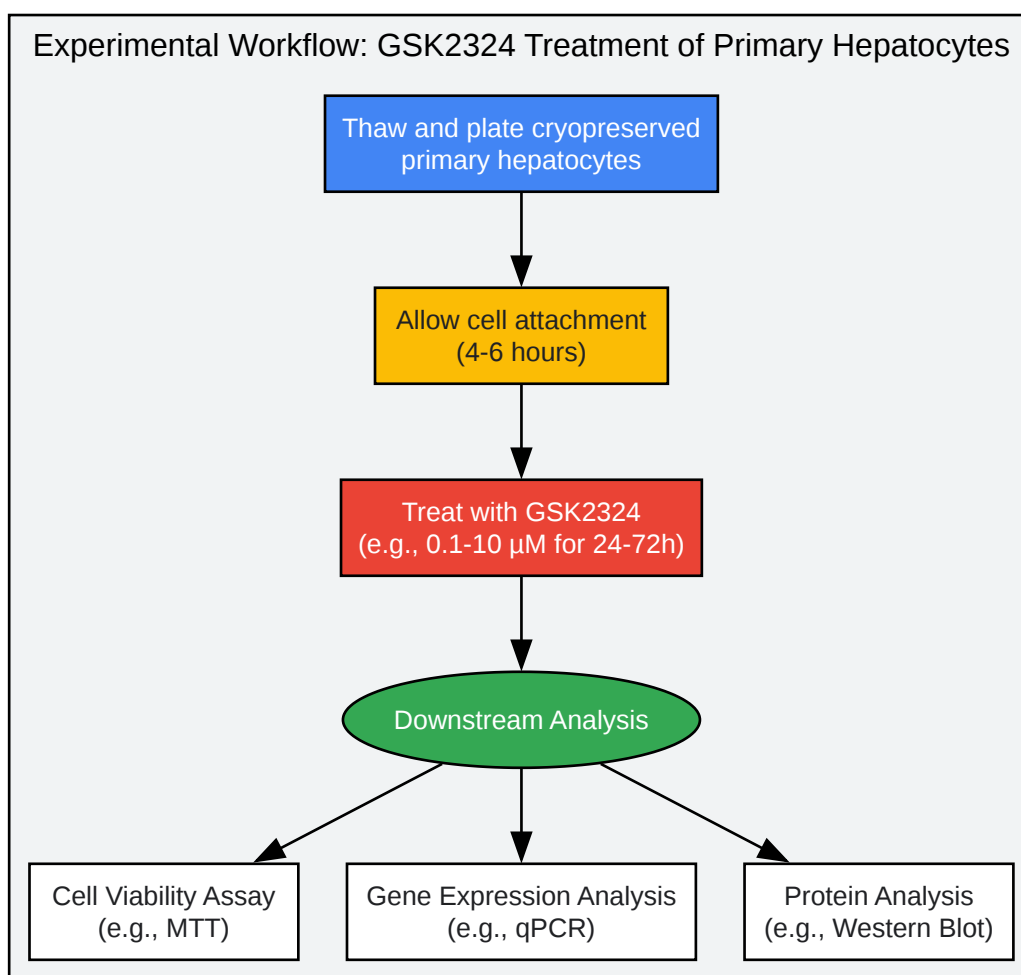 Experimental Workflow: GSK2324 Treatment of Primary Hepatocytes
Thaw and plate cryopreserved
primary hepatocytes
Allow cell attachment
(4-6 hours)
Treat with GSK2324
(e.g., 0.1-10 µM for 24-72h)
Downstream Analysis
Cell Viability Assay
(e.g., MTT)
Gene Expression Analysis
(e.g., qPCR)
Protein Analysis
(e.g., Western Blot)